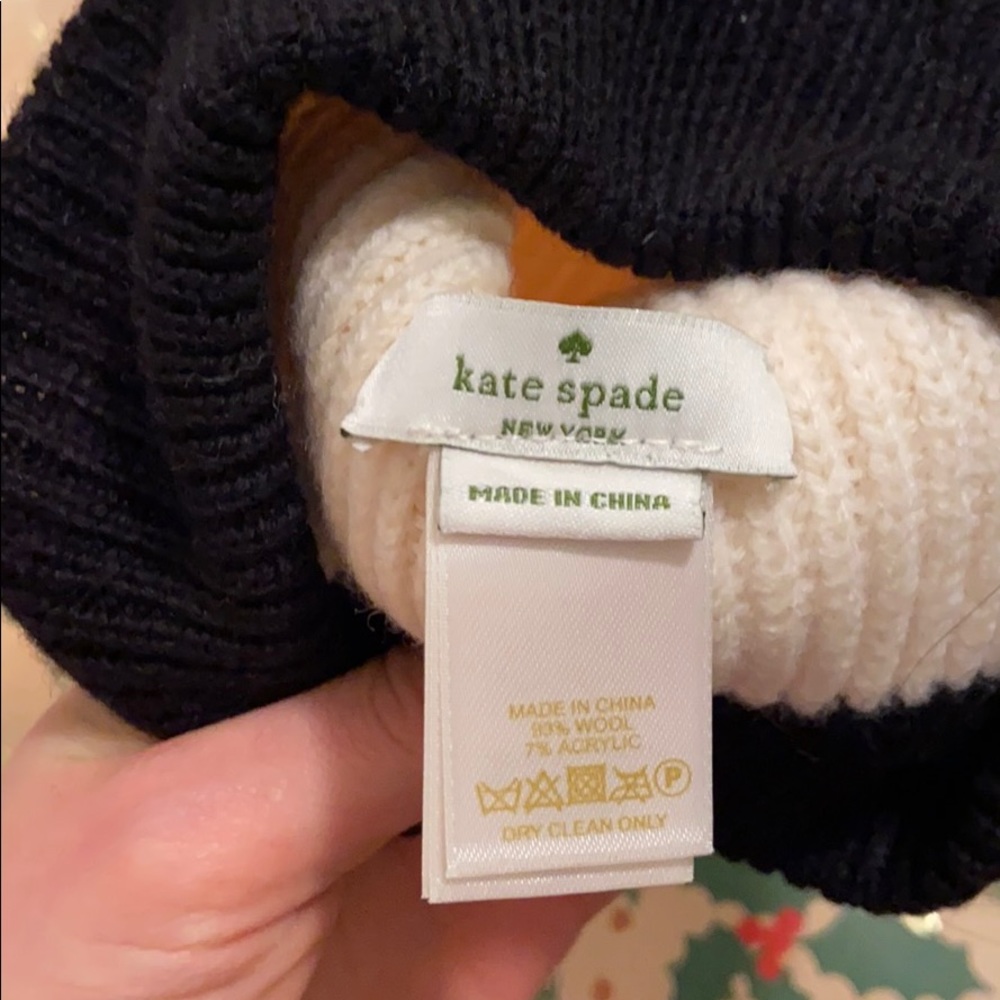 kate spade
NEW YORK
MADE IN CHINA
MADE IN CHINA
93% WOOL
7% ACRYLIC
P
DRY CLEAN ONLY